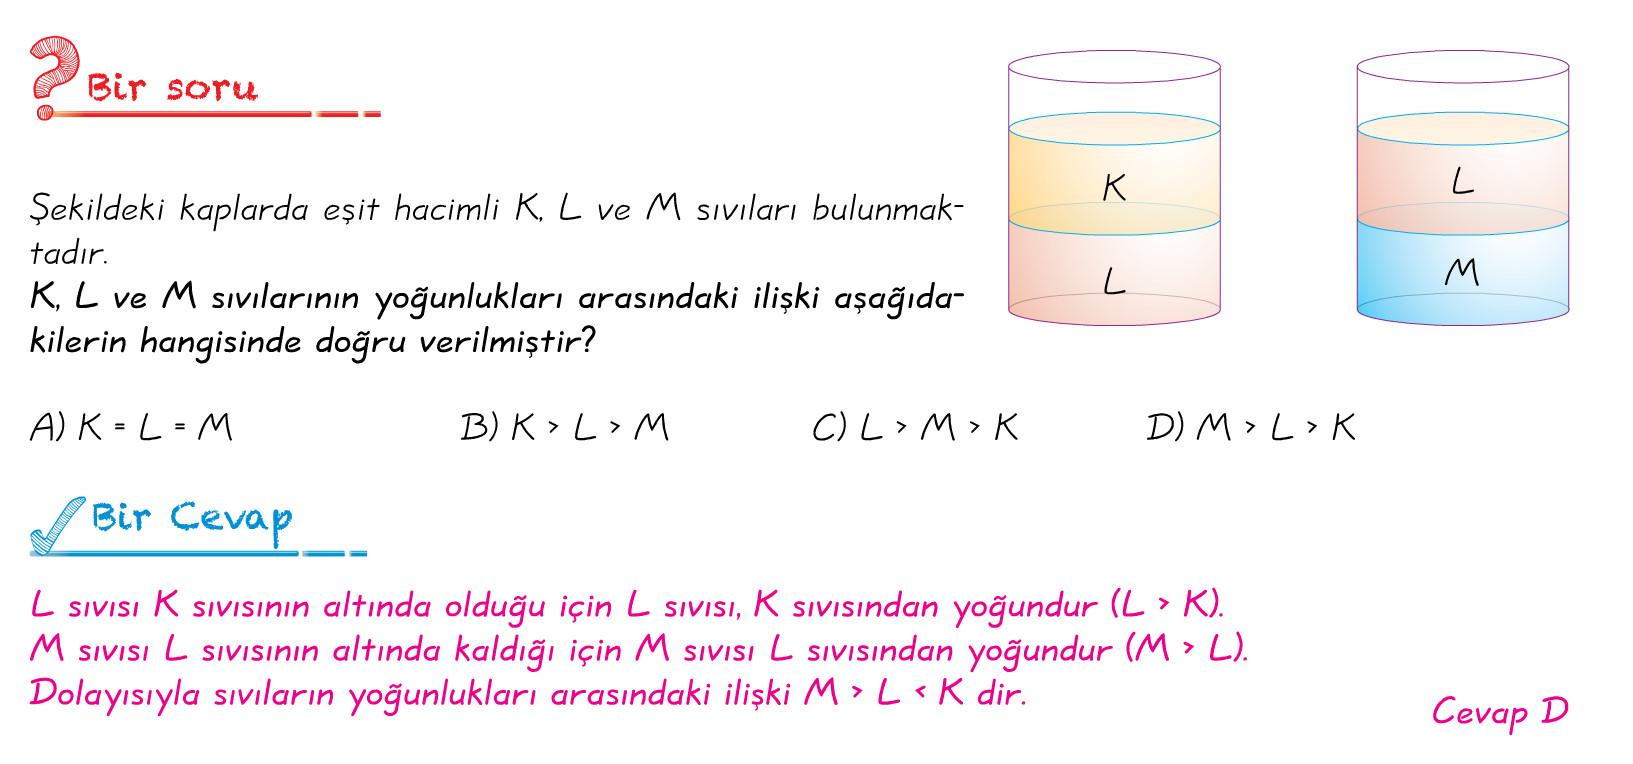 ?
Bir soru
Şekildeki kaplarda eşit hacimli K, L ve M sıvıları bulunmak-
tadır.
K, L ve M sıvılarının yoğunlukları arasındaki ilişki aşağıda-
kilerin hangisinde doğru verilmiştir?
K
L
L
M
A) K = L = M
B) K > L > M
C) L > M > K
D) M > L > K
Bir Cevap
L sıvısı K sıvısının altında olduğu için L sıvısı, K sıvısından yoğundur (L > K).
M sıvısı L sıvısının altında kaldığı için M sıvısı L sıvısından yoğundur (M > L).
Dolayısıyla sıvıların yoğunlukları arasındaki ilişki M > L < K dir.
Cevap D